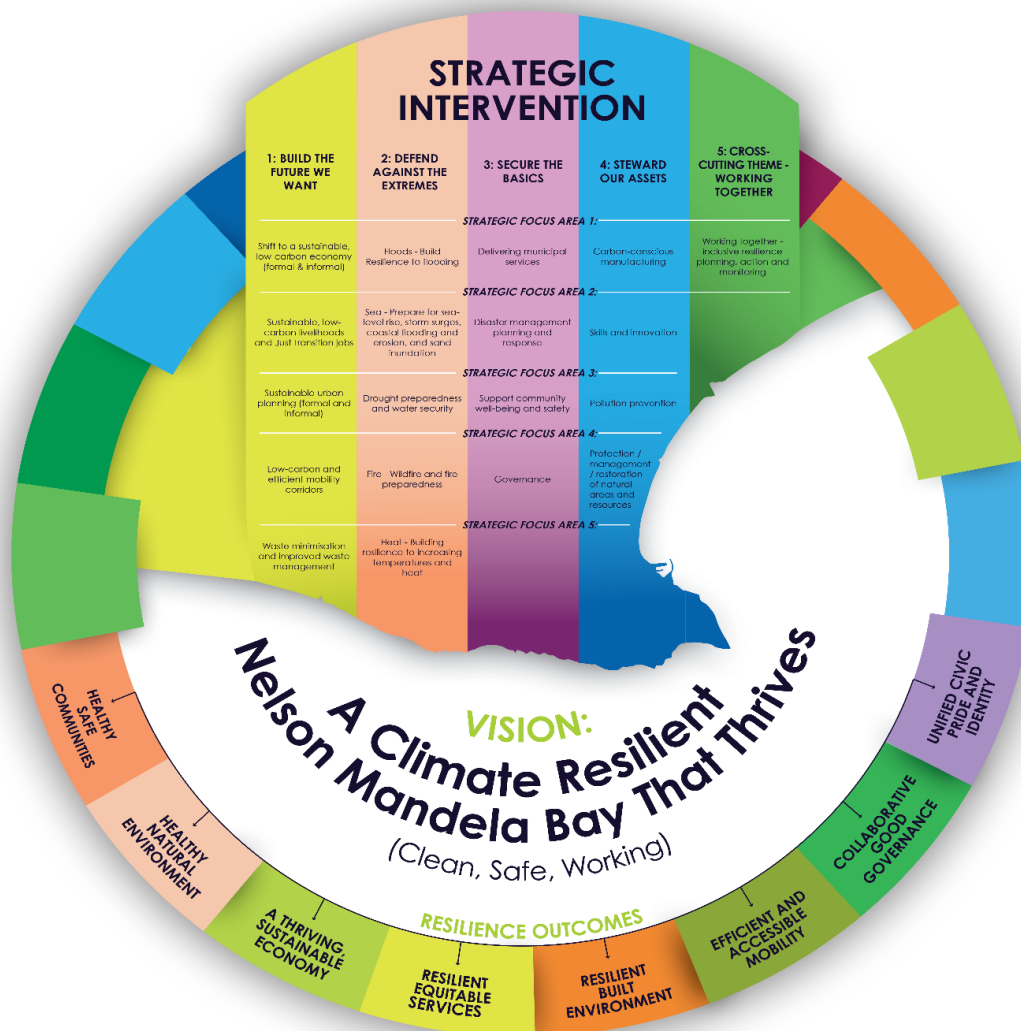 STRATEGIC
INTERVENTION
1: BUILD THE
FUTURE WE
WANT
2: DEFEND
AGAINST THE
EXTREMES
3: SECURE THE
BASICS
4: STEWARD
OUR ASSETS
5: CROSS-
CUTTING THEME -
WORKING
TOGETHER
STRATEGIC FOCUS AREA 1:
Shift to a sustainable,
low carbon economy
(formal & informal)
Floods - Build
Resilience to flooding
Delivering municipal
services
Carbon-conscious
manufacturing
Working together -
inclusive resilience
planning, action and
monitoring
STRATEGIC FOCUS AREA 2:
Sustainable, low-
carbon livelihoods
and Just transition jobs
Sea - Prepare for sea-
level rise, storm surges,
coastal flooding and
erosion, and sand
inundation
Disaster management
planning and
response
Skills and innovation
STRATEGIC FOCUS AREA 3:
Sustainable urban
planning (formal and
informal)
Drought preparedness
and water security
Support community
well-being and safety
Pollution prevention
STRATEGIC FOCUS AREA 4:
Low-carbon and
efficient mobility
corridors
Fire - Wildfire and fire
preparedness
Governance
Protection /
management
/ restoration
of natural
areas and
resources
STRATEGIC FOCUS AREA 5:
Waste minimisation
and improved waste
management
Heat - Building
resilience to increasing
temperatures and
heat
VISION:
A Climate Resilient
Nelson Mandela Bay That Thrives
(Clean, Safe, Working)
RESILIENCE OUTCOMES
HEALTHY
SAFE
COMMUNITIES
HEALTHY
NATURAL
ENVIRONMENT
A THRIVING,
SUSTAINABLE
ECONOMY
RESILIENT
EQUITABLE
SERVICES
RESILIENT
BUILT
ENVIRONMENT
EFFICIENT AND
ACCESSIBLE
MOBILITY
COLLABORATIVE
GOOD
GOVERNANCE
UNIFIED CIVIC
PRIDE AND
IDENTITY